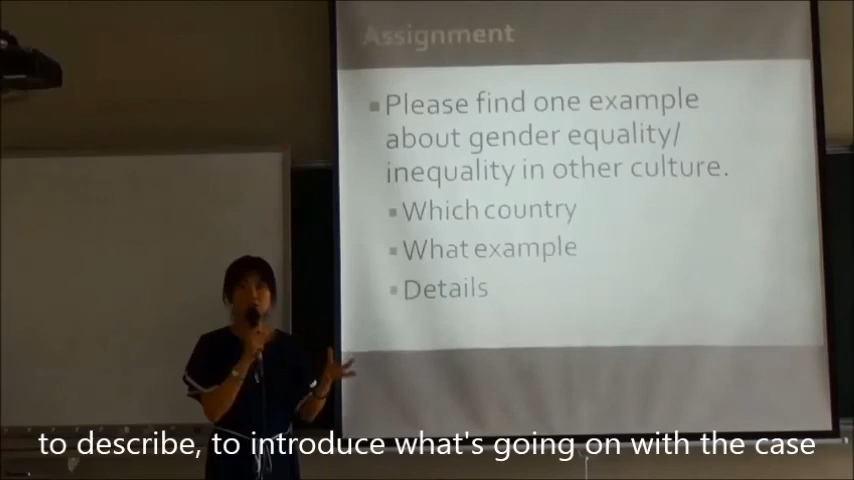 Assignment
Please find one example
about gender equality/
inequality in other culture.
Which country
What example
Details
to describe, to introduce what's going on with the case